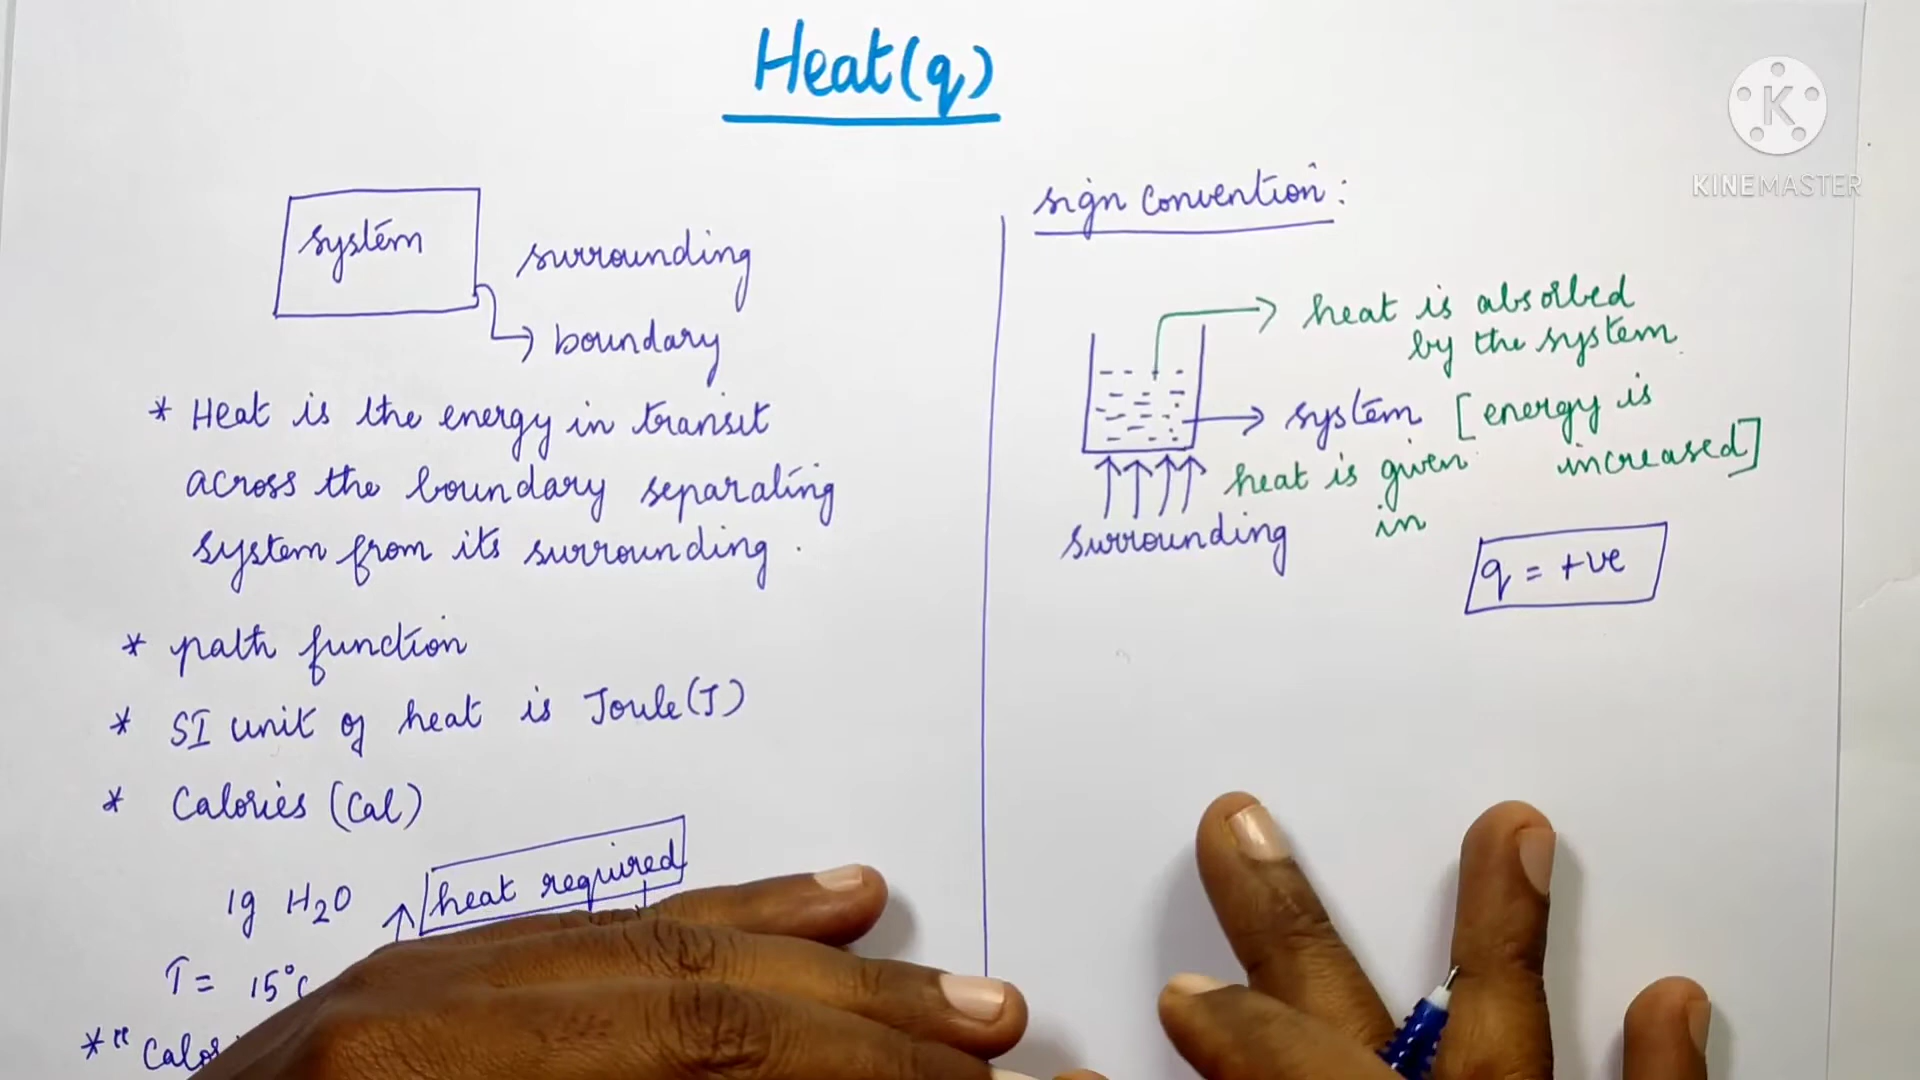 Heat (q)
system
surrounding
boundary
* Heat is the energy in transit
across the boundary separating
system from its surrounding.
* path function
* SI unit of heat is Joule (J)
* Calories (Cal)
1g H₂O
heat required
T = 15°C
*"Calor
sign convention:
heat is absorbed
by the system
system [energy is
increased]
heat is given
in
surrounding
q = +ve
K
KINEMASTER